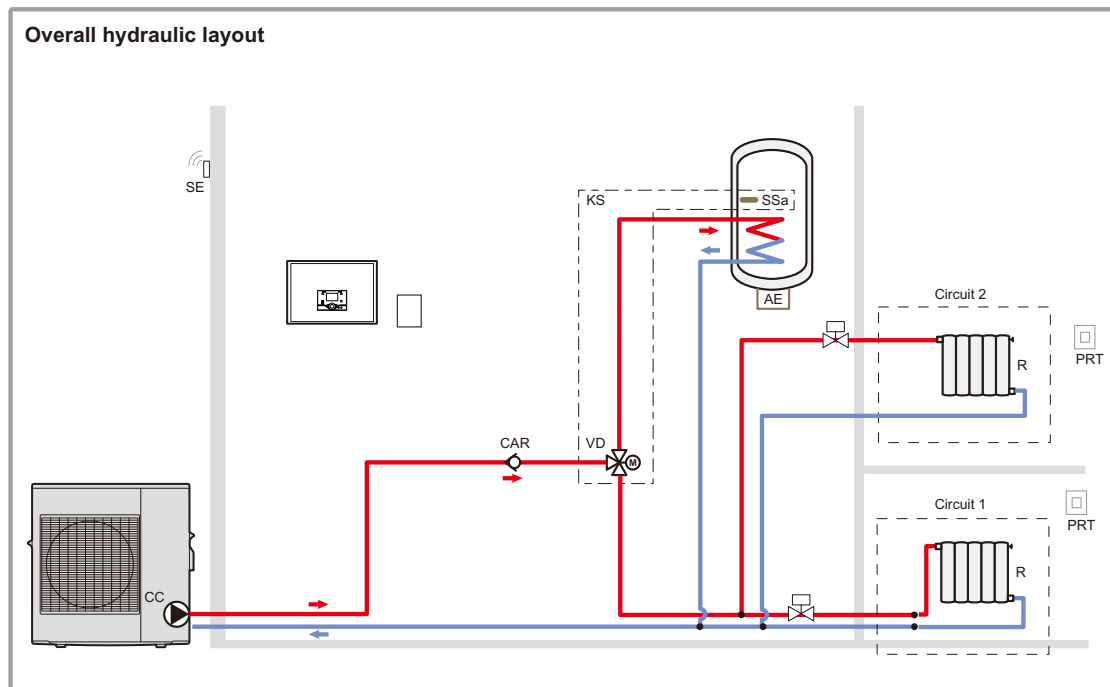 Overall hydraulic layout
SE
KS
SSa
AE
Circuit 2
R
PRT
CAR
VD
M
Circuit 1
PRT
R
CC